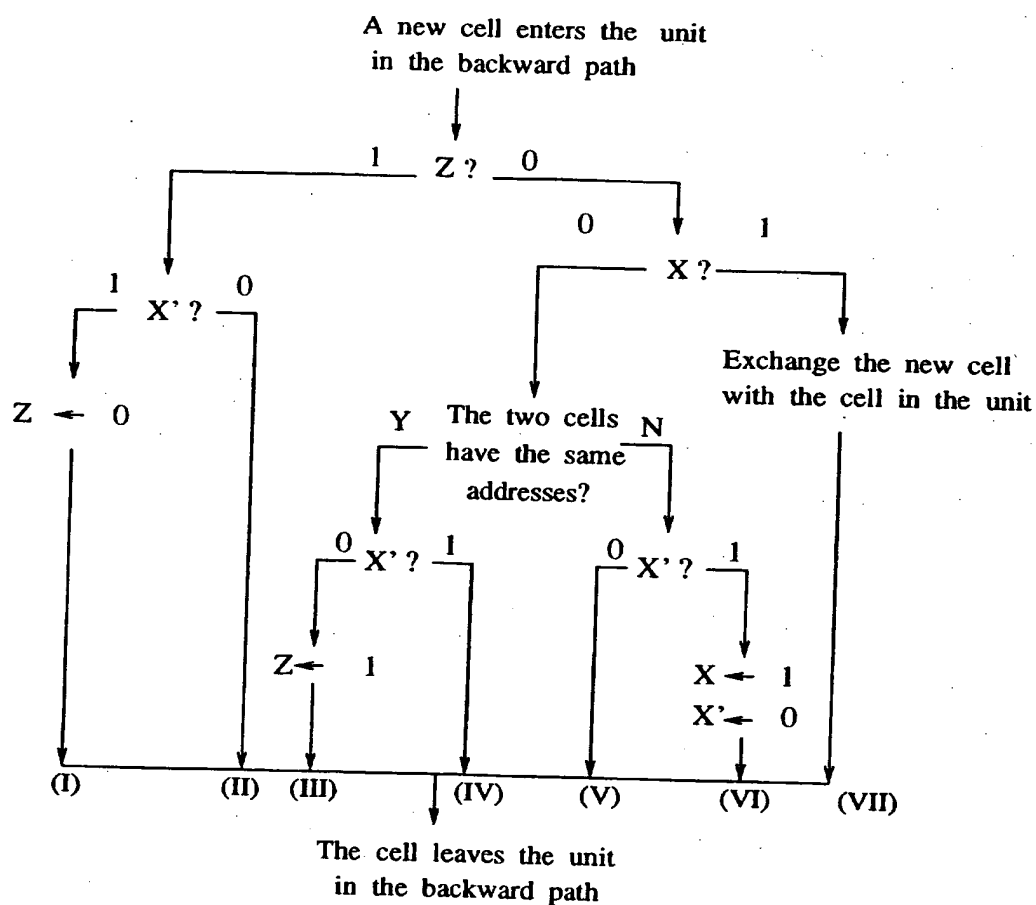 A new cell enters the unit
in the backward path
1 Z ? 0
0 1
X ?
1 X' ? 0
Exchange the new cell
with the cell in the unit
Z ← 0
Y The two cells N
have the same
addresses?
0 X' ? 1 0 X' ? 1
Z ← 1 X ← 1
X' ← 0
(I) (II) (III) (IV) (V) (VI) (VII)
The cell leaves the unit
in the backward path